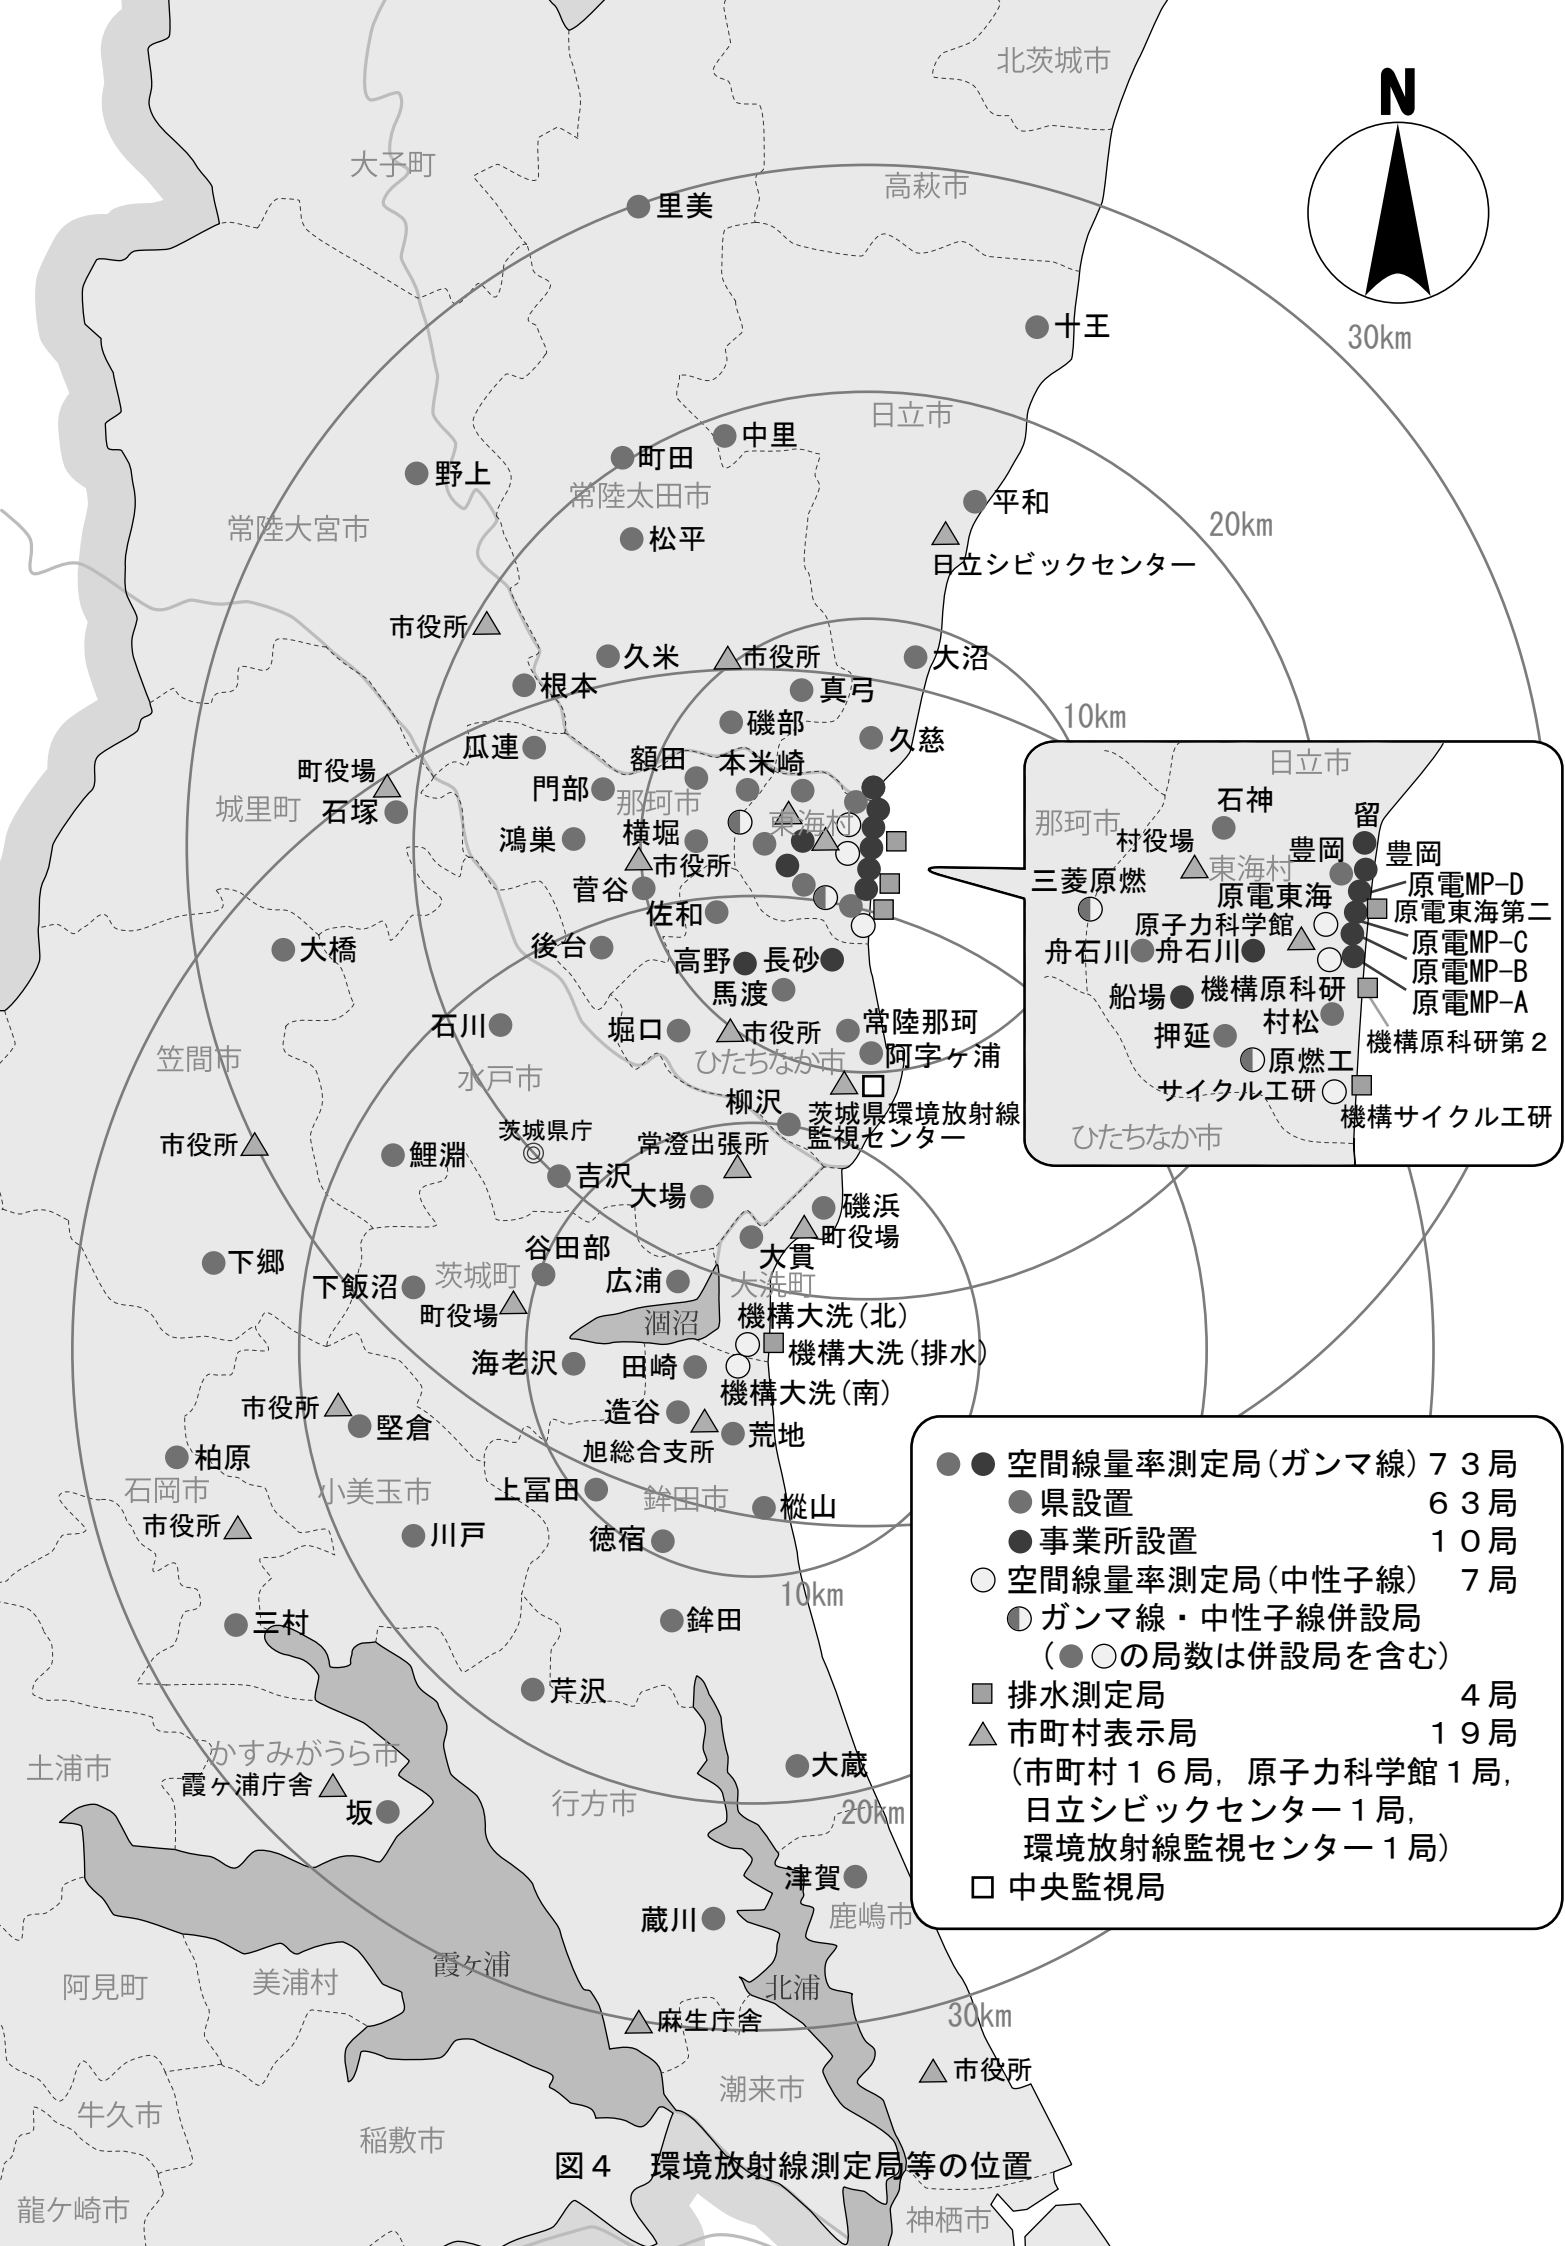 北茨城市
N
大子町
高萩市
里美
十王
30km
日立市
中里
町田
野上
常陸太田市
平和
常陸大宮市
松平
20km
日立シビックセンター
市役所
久米
市役所
大沼
根本
真弓
10km
磯部
久慈
瓜連
額田
本米崎
町役場
門部
那珂市
城里町
石塚
東海村
鴻巣
横堀
市役所
菅谷
佐和
大橋
後台
高野
長砂
馬渡
石川
堀口
市役所
常陸那珂
笠間市
ひたちなか市
阿字ヶ浦
水戸市
柳沢
茨城県環境放射線
監視センター
茨城県庁
常澄出張所
市役所
鯉淵
吉沢
大場
磯浜
町役場
谷田部
大貫
下郷
下飯沼
茨城町
広浦
大洗町
町役場
涸沼
機構大洗(北)
機構大洗(排水)
海老沢
田崎
機構大洗(南)
市役所
堅倉
造谷
荒地
旭総合支所
柏原
石岡市
小美玉市
上冨田
鉾田市
樅山
市役所
川戸
徳宿
10km
三村
鉾田
芹沢
土浦市
かすみがうら市
大蔵
霞ヶ浦庁舎
坂
行方市
20km
津賀
蔵川
鹿嶋市
霞ヶ浦
阿見町
美浦村
北浦
30km
麻生庁舎
市役所
潮来市
牛久市
稲敷市
図4 環境放射線測定局等の位置
龍ケ崎市
神栖市
日立市
石神
留
那珂市
村役場
豊岡
豊岡
東海村
三菱原燃
原電MP-D
原電東海
原電東海第二
原子力科学館
原電MP-C
舟石川
舟石川
原電MP-B
船場
機構原科研
原電MP-A
村松
押延
機構原科研第2
原燃工
サイクル工研
機構サイクル工研
ひたちなか市
空間線量率測定局(ガンマ線) 73局
県設置 63局
事業所設置 10局
空間線量率測定局(中性子線) 7局
ガンマ線・中性子線併設局
(●○の局数は併設局を含む)
排水測定局 4局
市町村表示局 19局
(市町村16局, 原子力科学館1局,
日立シビックセンター1局,
環境放射線監視センター1局)
中央監視局